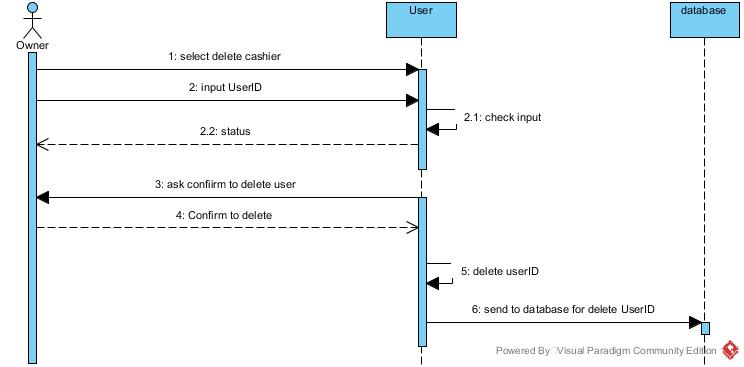 User
database
Owner
1: select delete cashier
2: input UserID
2.1: check input
2.2: status
3: ask confiirm to delete user
4: Confirm to delete
5: delete userID
6: send to database for delete UserID
Powered By Visual Paradigm Community Edition